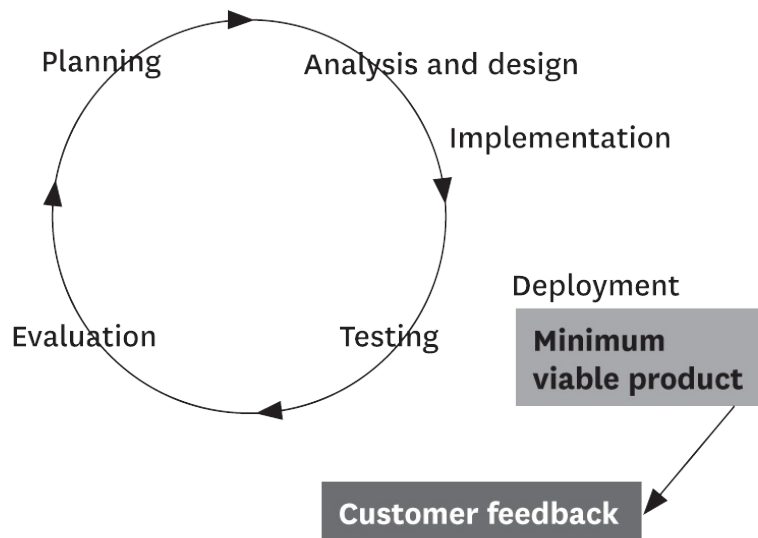 Planning
Analysis and design
Implementation
Deployment
Evaluation
Testing
Minimum
viable product
Customer feedback